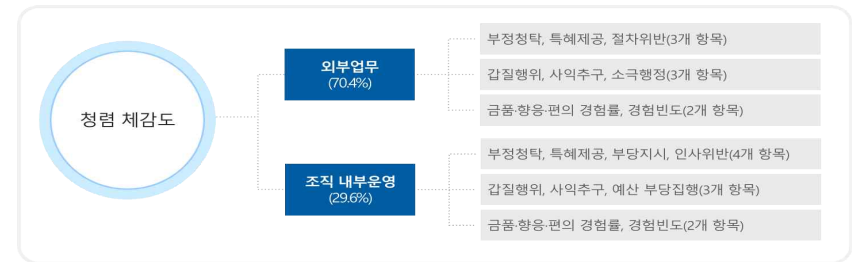 청렴 체감도
외부업무
(70.4%)
부정청탁, 특혜제공, 절차위반(3개 항목)
갑질행위, 사익추구, 소극행정(3개 항목)
금품·향응·편의 경험률, 경험빈도(2개 항목)
조직 내부운영
(29.6%)
부정청탁, 특혜제공, 부당지시, 인사위반(4개 항목)
갑질행위, 사익추구, 예산 부당집행(3개 항목)
금품·향응·편의 경험률, 경험빈도(2개 항목)